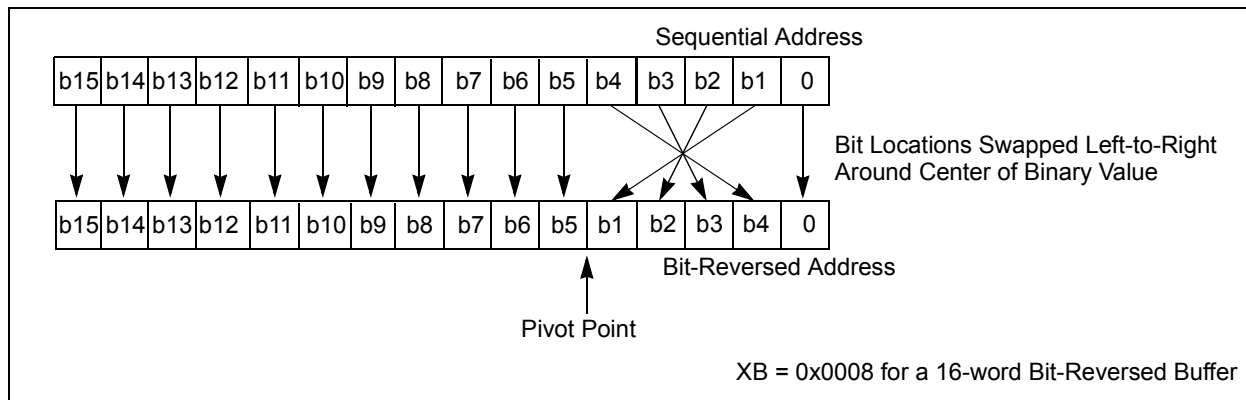 Sequential Address
b15 b14 b13 b12 b11 b10 b9 b8 b7 b6 b5 b4 b3 b2 b1 0
Bit Locations Swapped Left-to-Right
Around Center of Binary Value
b15 b14 b13 b12 b11 b10 b9 b8 b7 b6 b5 b1 b2 b3 b4 0
Bit-Reversed Address
Pivot Point
XB = 0x0008 for a 16-word Bit-Reversed Buffer